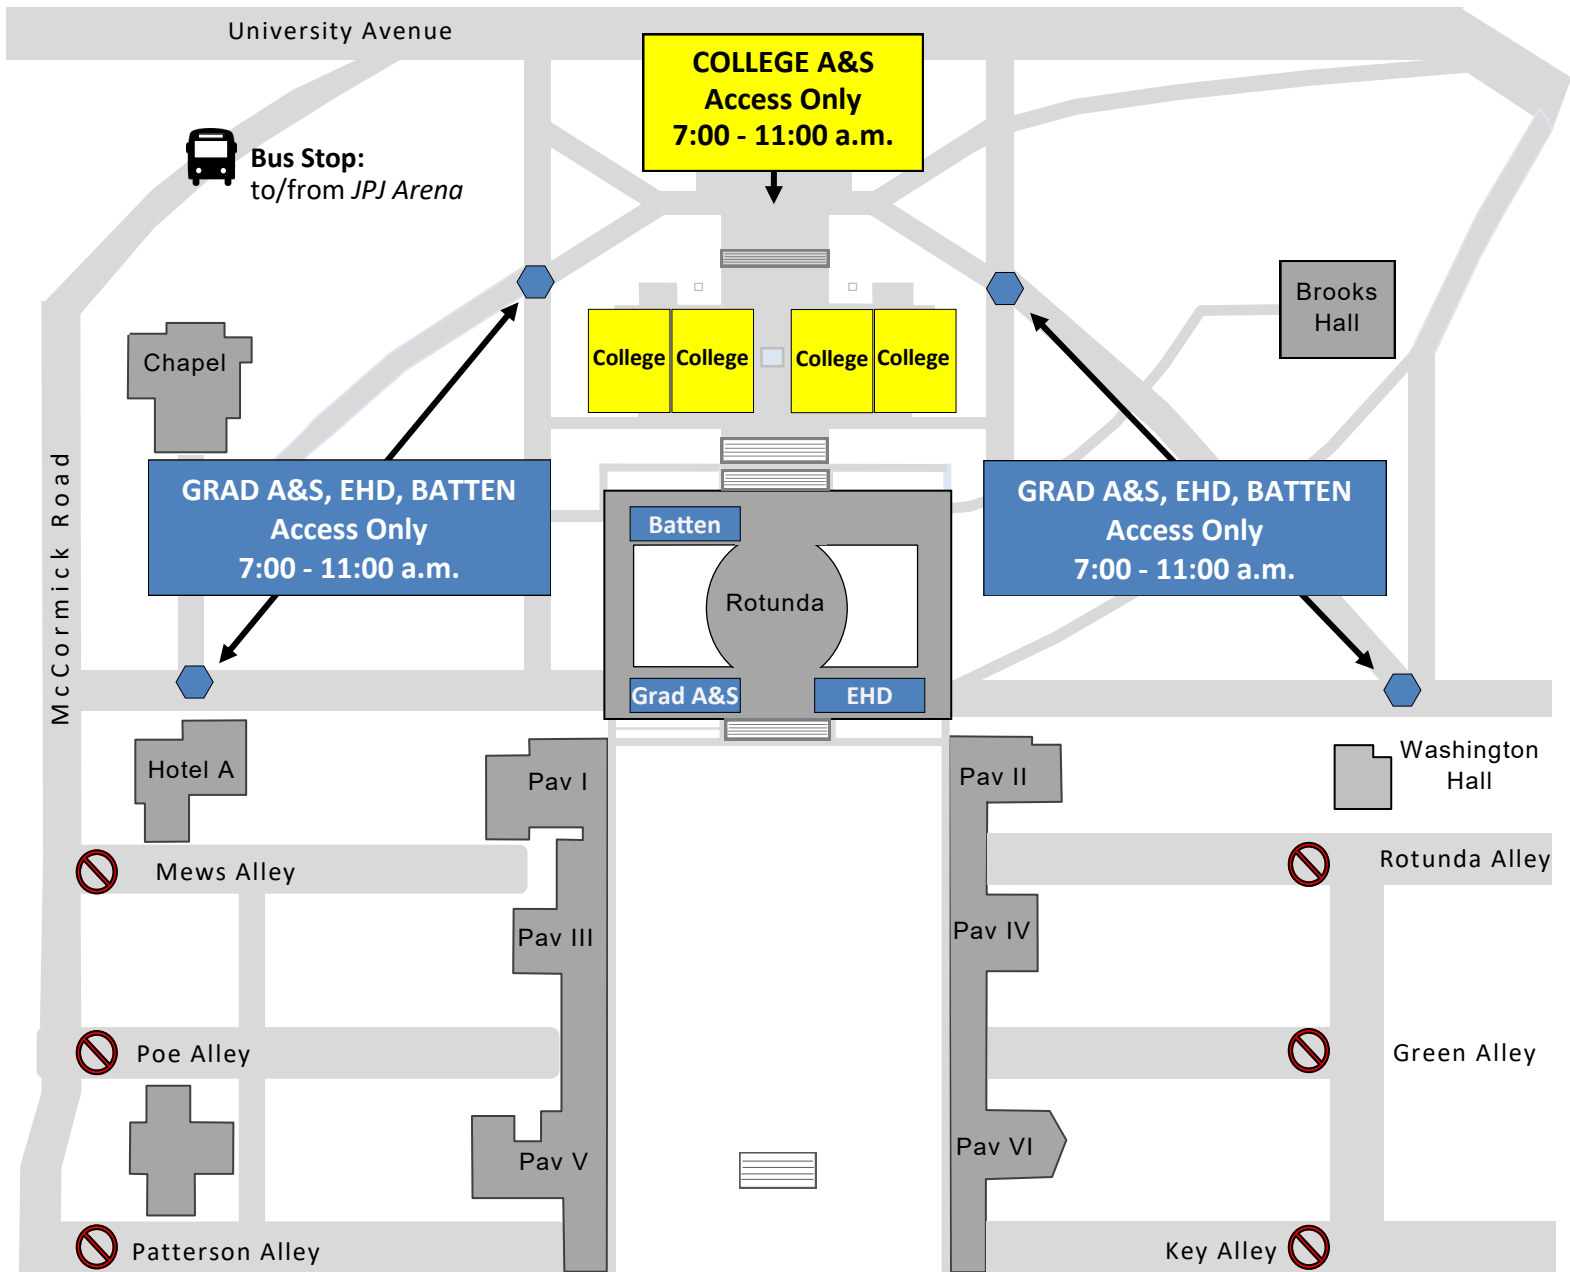 University Avenue
COLLEGE A&S
Access Only
7:00 - 11:00 a.m.
Bus Stop:
to/from JPJ Arena
Brooks
Hall
Chapel
College
College
College
College
McCormick Road
GRAD A&S, EHD, BATTEN
Access Only
7:00 - 11:00 a.m.
GRAD A&S, EHD, BATTEN
Access Only
7:00 - 11:00 a.m.
Batten
Rotunda
Grad A&S
EHD
Hotel A
Pav I
Pav II
Washington
Hall
Mews Alley
Rotunda Alley
Pav III
Pav IV
Poe Alley
Green Alley
Pav V
Pav VI
Patterson Alley
Key Alley